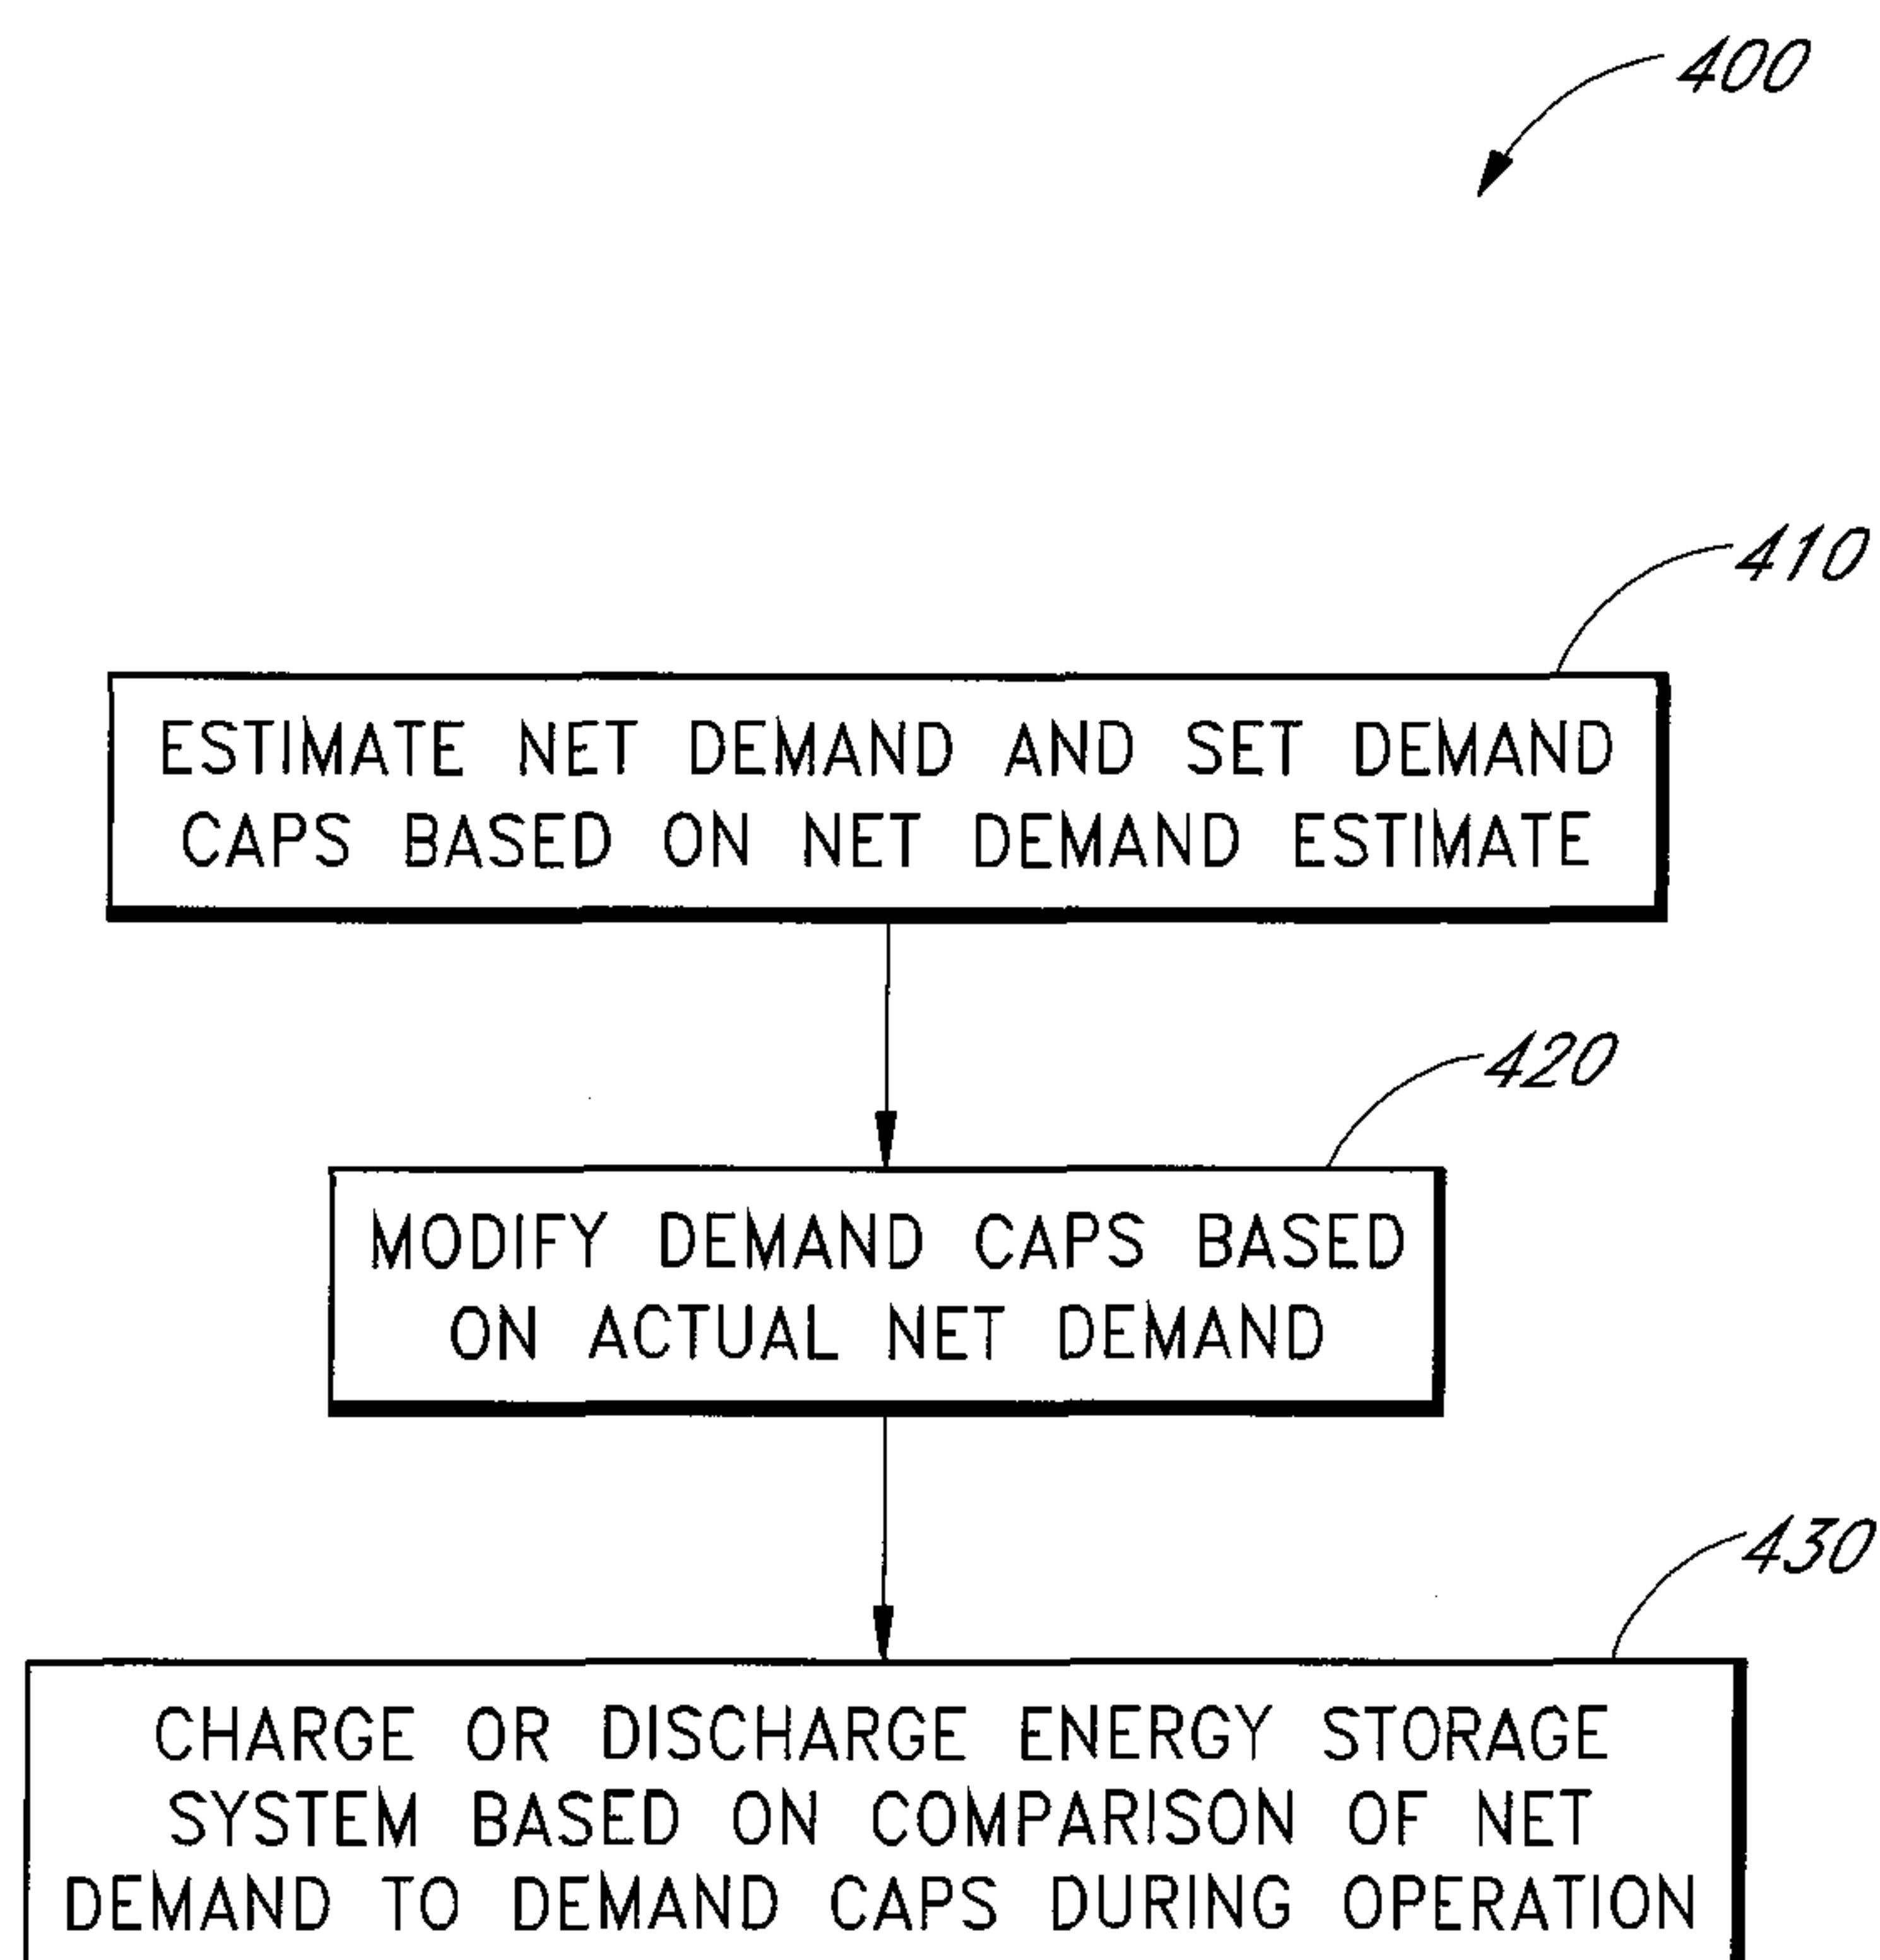 400
410
ESTIMATE NET DEMAND AND SET DEMAND
CAPS BASED ON NET DEMAND ESTIMATE
420
MODIFY DEMAND CAPS BASED
ON ACTUAL NET DEMAND
430
CHARGE OR DISCHARGE ENERGY STORAGE
SYSTEM BASED ON COMPARISON OF NET
DEMAND TO DEMAND CAPS DURING OPERATION